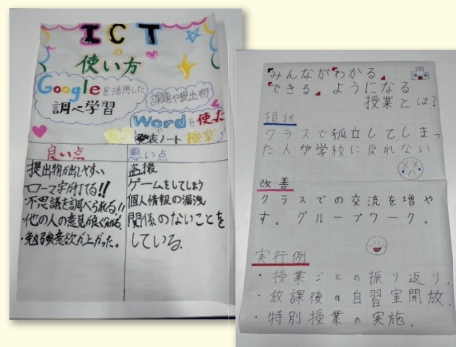 ICT
の
使い方
Googleを活用した
調べ学習
課題や提出物
Wordを使った
発表ノート 授業
良い点
提出物が出しやすい
ローマ字が打てる!!
・不思議を調べられる!!
・他の人の意見が良く分かる
・勉強意欲が上がった。
悪い点
盗撮
ゲームをしてしまう
個人情報の漏洩
関係のないことを
している。
「みんなが「わかる」
「できる」ようになる
授業とは?
現状
クラスで孤立してしまっ
た人が学校に戻れない
改善
クラスでの交流を増や
す。グループワーク。
実行例
・授業ごとの振り返り.
・放課後の自習室開放.
・特別授業の実施.